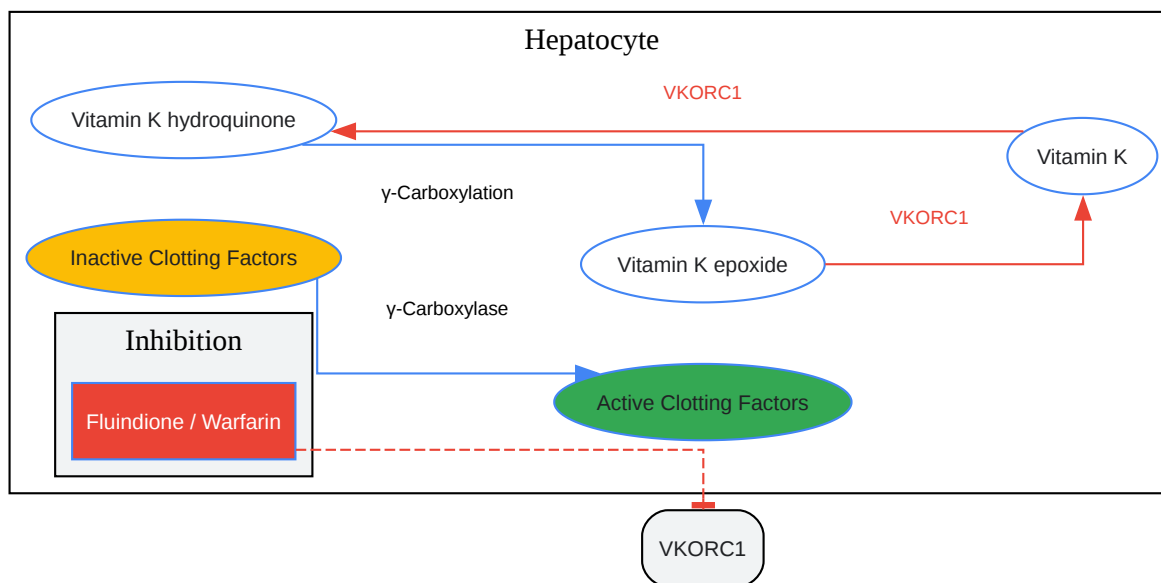 Hepatocyte
VKORC1
Vitamin K hydroquinone
Vitamin K
γ-Carboxylation
VKORC1
Inactive Clotting Factors
Vitamin K epoxide
γ-Carboxylase
Inhibition
Active Clotting Factors
Fluindione / Warfarin
VKORC1